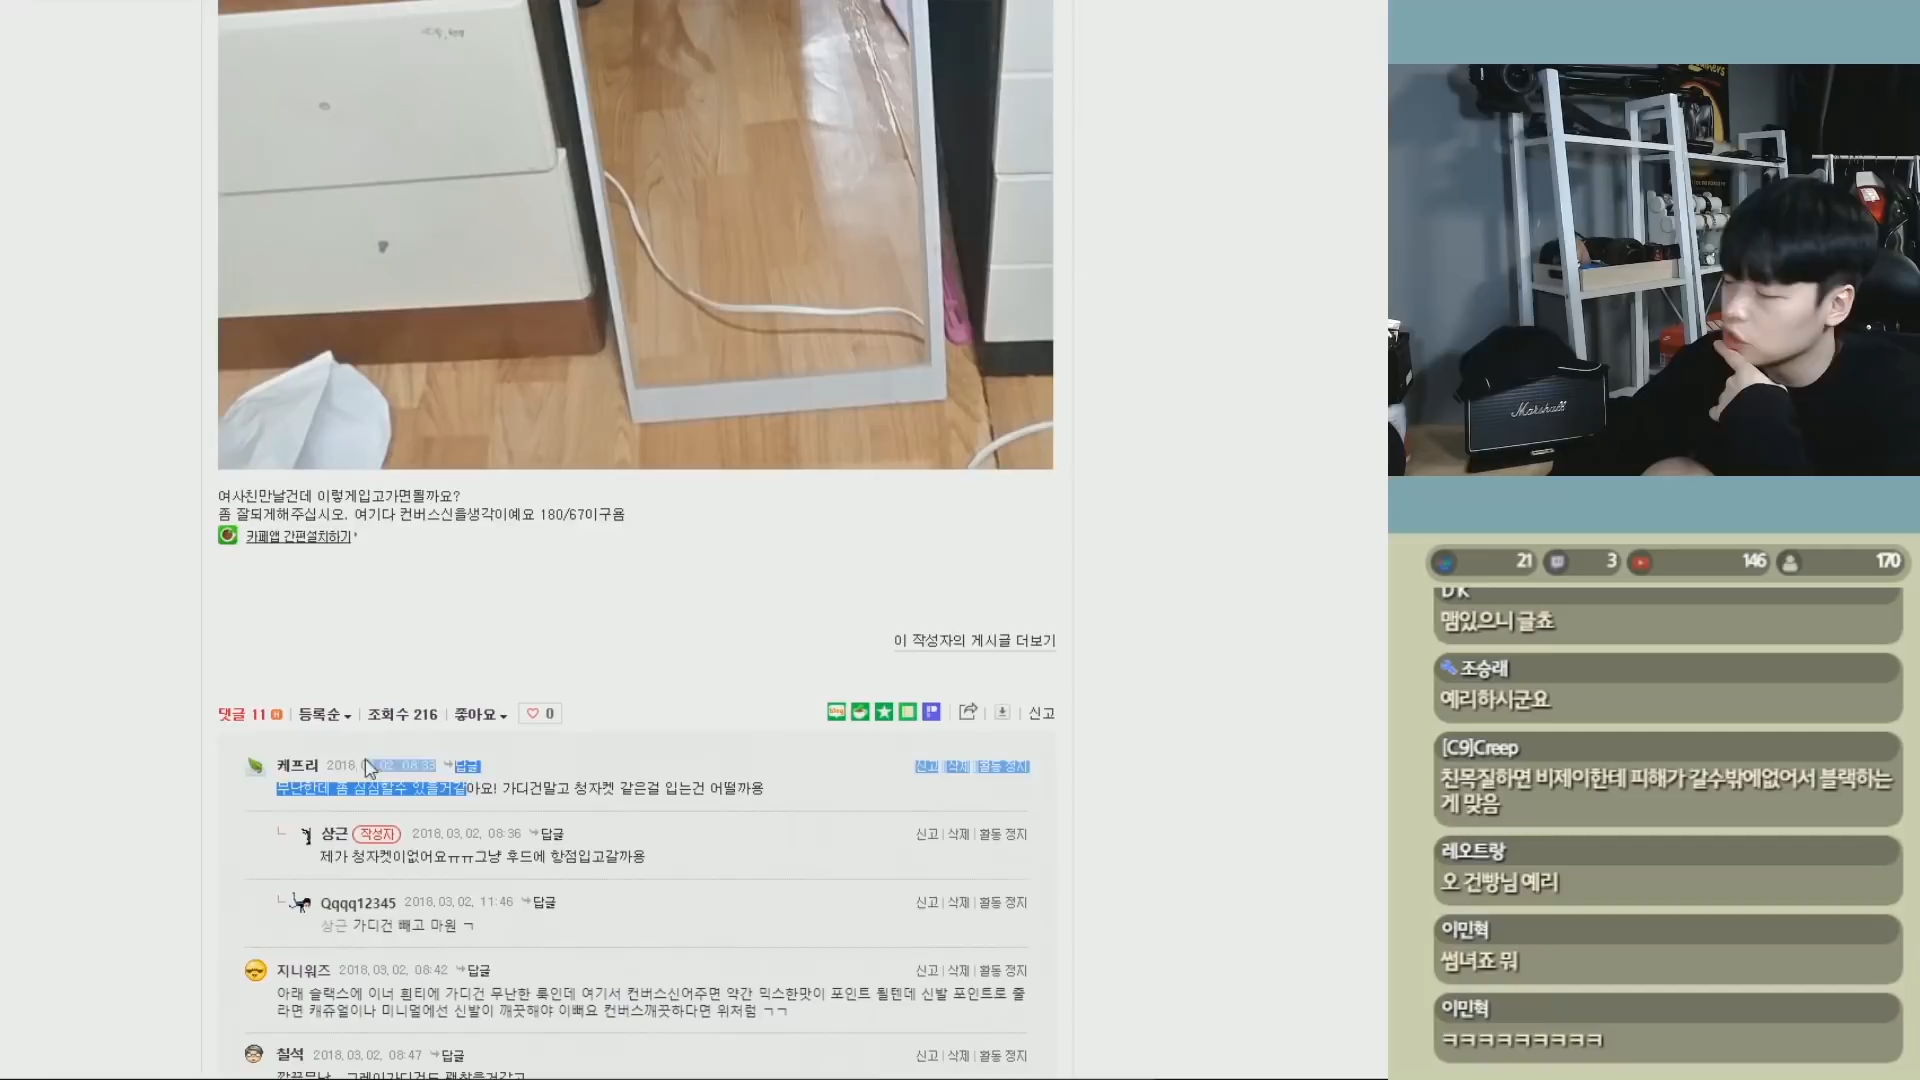 여사친만날건데 이렇게입고가면될까요?
좀 잘되게해주십시오. 여기다 컨버스신을생각이예요 180/67이구욤
카페앱 간편설치하기
이 작성자의 게시글 더보기
댓글 11 등록순 조회수 216 좋아요 0
신고
케프리 2018. 02, 08:33 답글 신고 삭제 활동 정지
무난한데 좀 심심할수 있을거같아요! 가디건말고 청자켓 같은걸 입는건 어떨까용
상근 작성자 2018.03.02. 08:36 답글 신고 삭제 활동 정지
제가 청자켓이없어요ㅠㅠ그냥 후드에 항점입고갈까용
Qqqq12345 2018.03.02. 11:46 답글 신고 삭제 활동 정지
상근 가디건 빼고 마원 ㄱ
지니워즈 2018.03.02. 08:42 답글 신고 삭제 활동 정지
아래 슬랙스에 이너 흰티에 가디건 무난한 룩인데 여기서 컨버스신어주면 약간 믹스한맛이 포인트 될텐데 신발 포인트로 줄
라면 캐쥬얼이나 미니멀에선 신발이 깨끗해야 이뻐요 컨버스깨끗하다면 위처럼 ㄱㄱ
칠석 2018.03.02. 08:47 답글 신고 삭제 활동 정지
Marshall
21 3 146 170
DK
맴있으니 글쵸
조승래
예리하시군요
[C9]Creep
친목질하면 비제이한테 피해가 갈수밖에없어서 블랙하는
게 맞음
레오트랑
오 건빵님 예리
이민혁
썸녀죠 뭐
이민혁
ㅋㅋㅋㅋㅋㅋㅋㅋㅋ